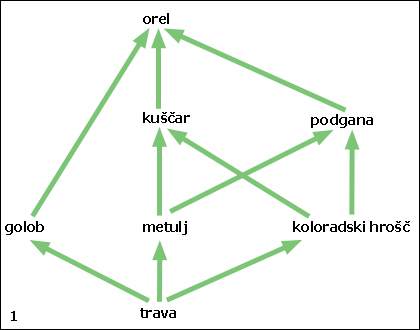 orel
kuščar
podgana
golob
metulj
koloradski hrošč
trava
1